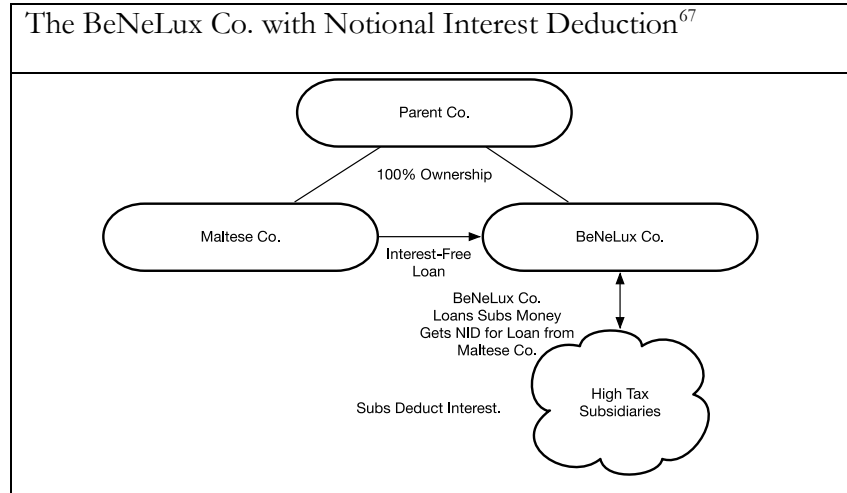 The BeNeLux Co. with Notional Interest Deduction67
Parent Co.
100% Ownership
Maltese Co.
BeNeLux Co.
Interest-Free
Loan
BeNeLux Co.
Loans Subs Money
Gets NID for Loan from
Maltese Co.
Subs Deduct Interest.
High Tax
Subsidiaries